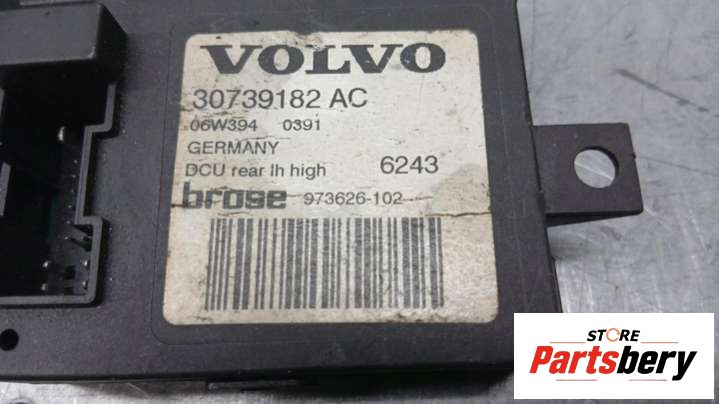 VOLVO
30739182 AC
06W394 0391
GERMANY
DCU rear lh high 6243
brose 973626-102
STORE
Partsbery